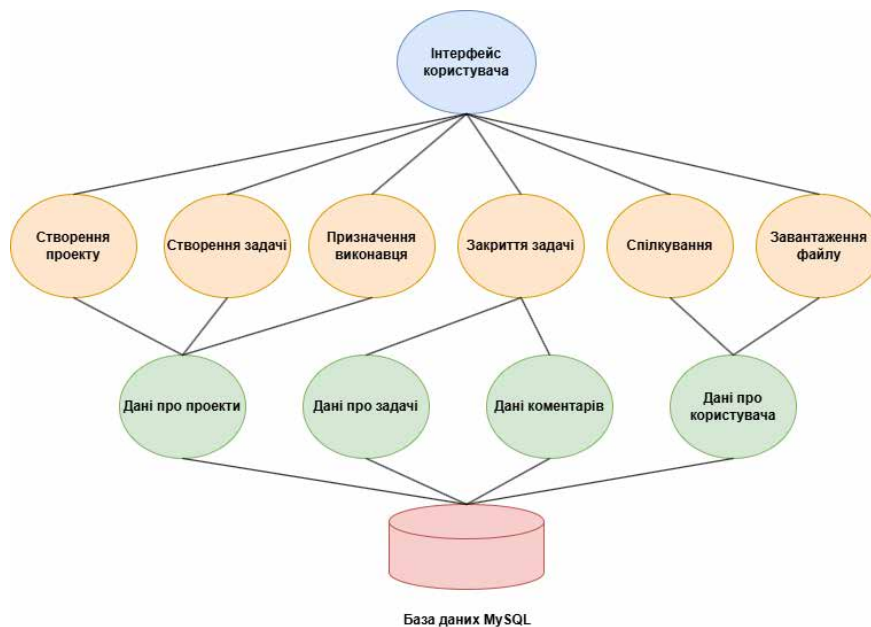 Інтерфейс
користувача
Створення
проекту
Створення задачі
Призначення
виконавця
Закриття задачі
Спілкування
Завантаження
файлу
Дані про проекти
Дані про задачі
Дані коментарів
Дані про
користувача
База даних MySQL